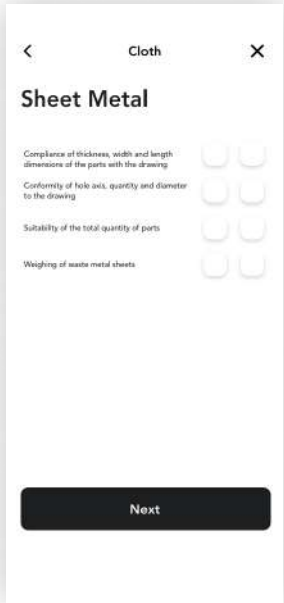 Cloth
Sheet Metal
Compliance of thickness, width and length
dimensions of the parts with the drawing
Conformity of hole axis, quantity and diameter
to the drawing
Suitability of the total quantity of parts
Weighing of waste metal sheets
Next